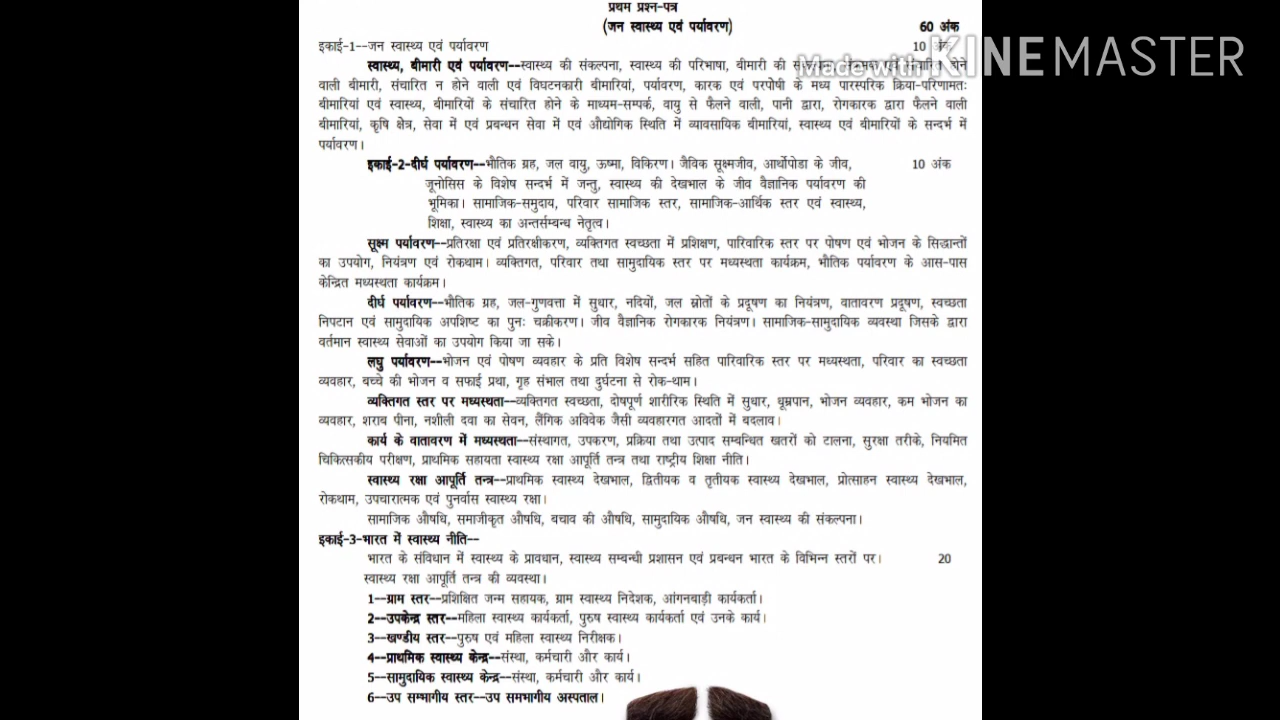 प्रथम प्रश्न-पत्र
(जन स्वास्थ्य एवं पर्यावरण) 60 अंक
इकाई-1--जन स्वास्थ्य एवं पर्यावरण 10 अंक
Made with KINEMASTER
स्वास्थ्य, बीमारी एवं पर्यावरण--स्वास्थ्य की संकल्पना, स्वास्थ्य की परिभाषा, बीमारी की एवं होने
वाली बीमारी, संचारित न होने वाली एवं विघटनकारी बीमारियां, पर्यावरण, कारक एवं परपोषी के मध्य पारस्परिक क्रिया-परिणामतः
बीमारियां एवं स्वास्थ्य, बीमारियों के संचारित होने के माध्यम-सम्पर्क, वायु से फैलने वाली, पानी द्वारा, रोगकारक द्वारा फैलने वाली
बीमारियां, कृषि क्षेत्र, सेवा में एवं प्रबन्धन सेवा में एवं औद्योगिक स्थिति में व्यावसायिक बीमारियां, स्वास्थ्य एवं बीमारियों के सन्दर्भ में
पर्यावरण।
इकाई-2-दीर्घ पर्यावरण--भौतिक ग्रह, जल वायु, ऊष्मा, विकिरण। जैविक सूक्ष्मजीव, आर्थोपोडा के जीव, 10 अंक
जूनोसिस के विशेष सन्दर्भ में जन्तु, स्वास्थ्य की देखभाल के जीव वैज्ञानिक पर्यावरण की
भूमिका। सामाजिक-समुदाय, परिवार सामाजिक स्तर, सामाजिक-आर्थिक स्तर एवं स्वास्थ्य,
शिक्षा, स्वास्थ्य का अन्तर्सम्बन्ध नेतृत्व।
सूक्ष्म पर्यावरण--प्रतिरक्षा एवं प्रतिरक्षीकरण, व्यक्तिगत स्वच्छता में प्रशिक्षण, पारिवारिक स्तर पर पोषण एवं भोजन के सिद्धान्तों
का उपयोग, नियंत्रण एवं रोकथाम। व्यक्तिगत, परिवार तथा सामुदायिक स्तर पर मध्यस्थता कार्यक्रम, भौतिक पर्यावरण के आस-पास
केन्द्रित मध्यस्थता कार्यक्रम।
दीर्घ पर्यावरण--भौतिक ग्रह, जल-गुणवत्ता में सुधार, नदियों, जल स्रोतों के प्रदूषण का नियंत्रण, वातावरण प्रदूषण, स्वच्छता
निपटान एवं सामुदायिक अपशिष्ट का पुनः चक्रीकरण। जीव वैज्ञानिक रोगकारक नियंत्रण। सामाजिक-सामुदायिक व्यवस्था जिसके द्वारा
वर्तमान स्वास्थ्य सेवाओं का उपयोग किया जा सके।
लघु पर्यावरण--भोजन एवं पोषण व्यवहार के प्रति विशेष सन्दर्भ सहित पारिवारिक स्तर पर मध्यस्थता, परिवार का स्वच्छता
व्यवहार, बच्चे की भोजन व सफाई प्रथा, गृह संभाल तथा दुर्घटना से रोक-थाम।
व्यक्तिगत स्तर पर मध्यस्थता--व्यक्तिगत स्वच्छता, दोषपूर्ण शारीरिक स्थिति में सुधार, धूम्रपान, भोजन व्यवहार, कम भोजन का
व्यवहार, शराब पीना, नशीली दवा का सेवन, लैंगिक अविवेक जैसी व्यवहारगत आदतों में बदलाव।
कार्य के वातावरण में मध्यस्थता--संस्थागत, उपकरण, प्रक्रिया तथा उत्पाद सम्बन्धित खतरों को टालना, सुरक्षा तरीके, नियमित
चिकित्सकीय परीक्षण, प्राथमिक सहायता स्वास्थ्य रक्षा आपूर्ति तन्त्र तथा राष्ट्रीय शिक्षा नीति।
स्वास्थ्य रक्षा आपूर्ति तन्त्र--प्राथमिक स्वास्थ्य देखभाल, द्वितीयक व तृतीयक स्वास्थ्य देखभाल, प्रोत्साहन स्वास्थ्य देखभाल,
रोकथाम, उपचारात्मक एवं पुनर्वास स्वास्थ्य रक्षा।
सामाजिक औषधि, समाजीकृत औषधि, बचाव की औषधि, सामुदायिक औषधि, जन स्वास्थ्य की संकल्पना।
इकाई-3-भारत में स्वास्थ्य नीति--
भारत के संविधान में स्वास्थ्य के प्रावधान, स्वास्थ्य सम्बन्धी प्रशासन एवं प्रबन्धन भारत के विभिन्न स्तरों पर। 20
स्वास्थ्य रक्षा आपूर्ति तन्त्र की व्यवस्था।
1--ग्राम स्तर--प्रशिक्षित जन्म सहायक, ग्राम स्वास्थ्य निदेशक, आंगनबाड़ी कार्यकर्ता।
2--उपकेन्द्र स्तर--महिला स्वास्थ्य कार्यकर्ता, पुरुष स्वास्थ्य कार्यकर्ता एवं उनके कार्य।
3--खण्डीय स्तर--पुरुष एवं महिला स्वास्थ्य निरीक्षक।
4--प्राथमिक स्वास्थ्य केन्द्र--संस्था, कर्मचारी और कार्य।
5--सामुदायिक स्वास्थ्य केन्द्र--संस्था, कर्मचारी और कार्य।
6--उप सम्भागीय स्तर--उप समभागीय अस्पताल।